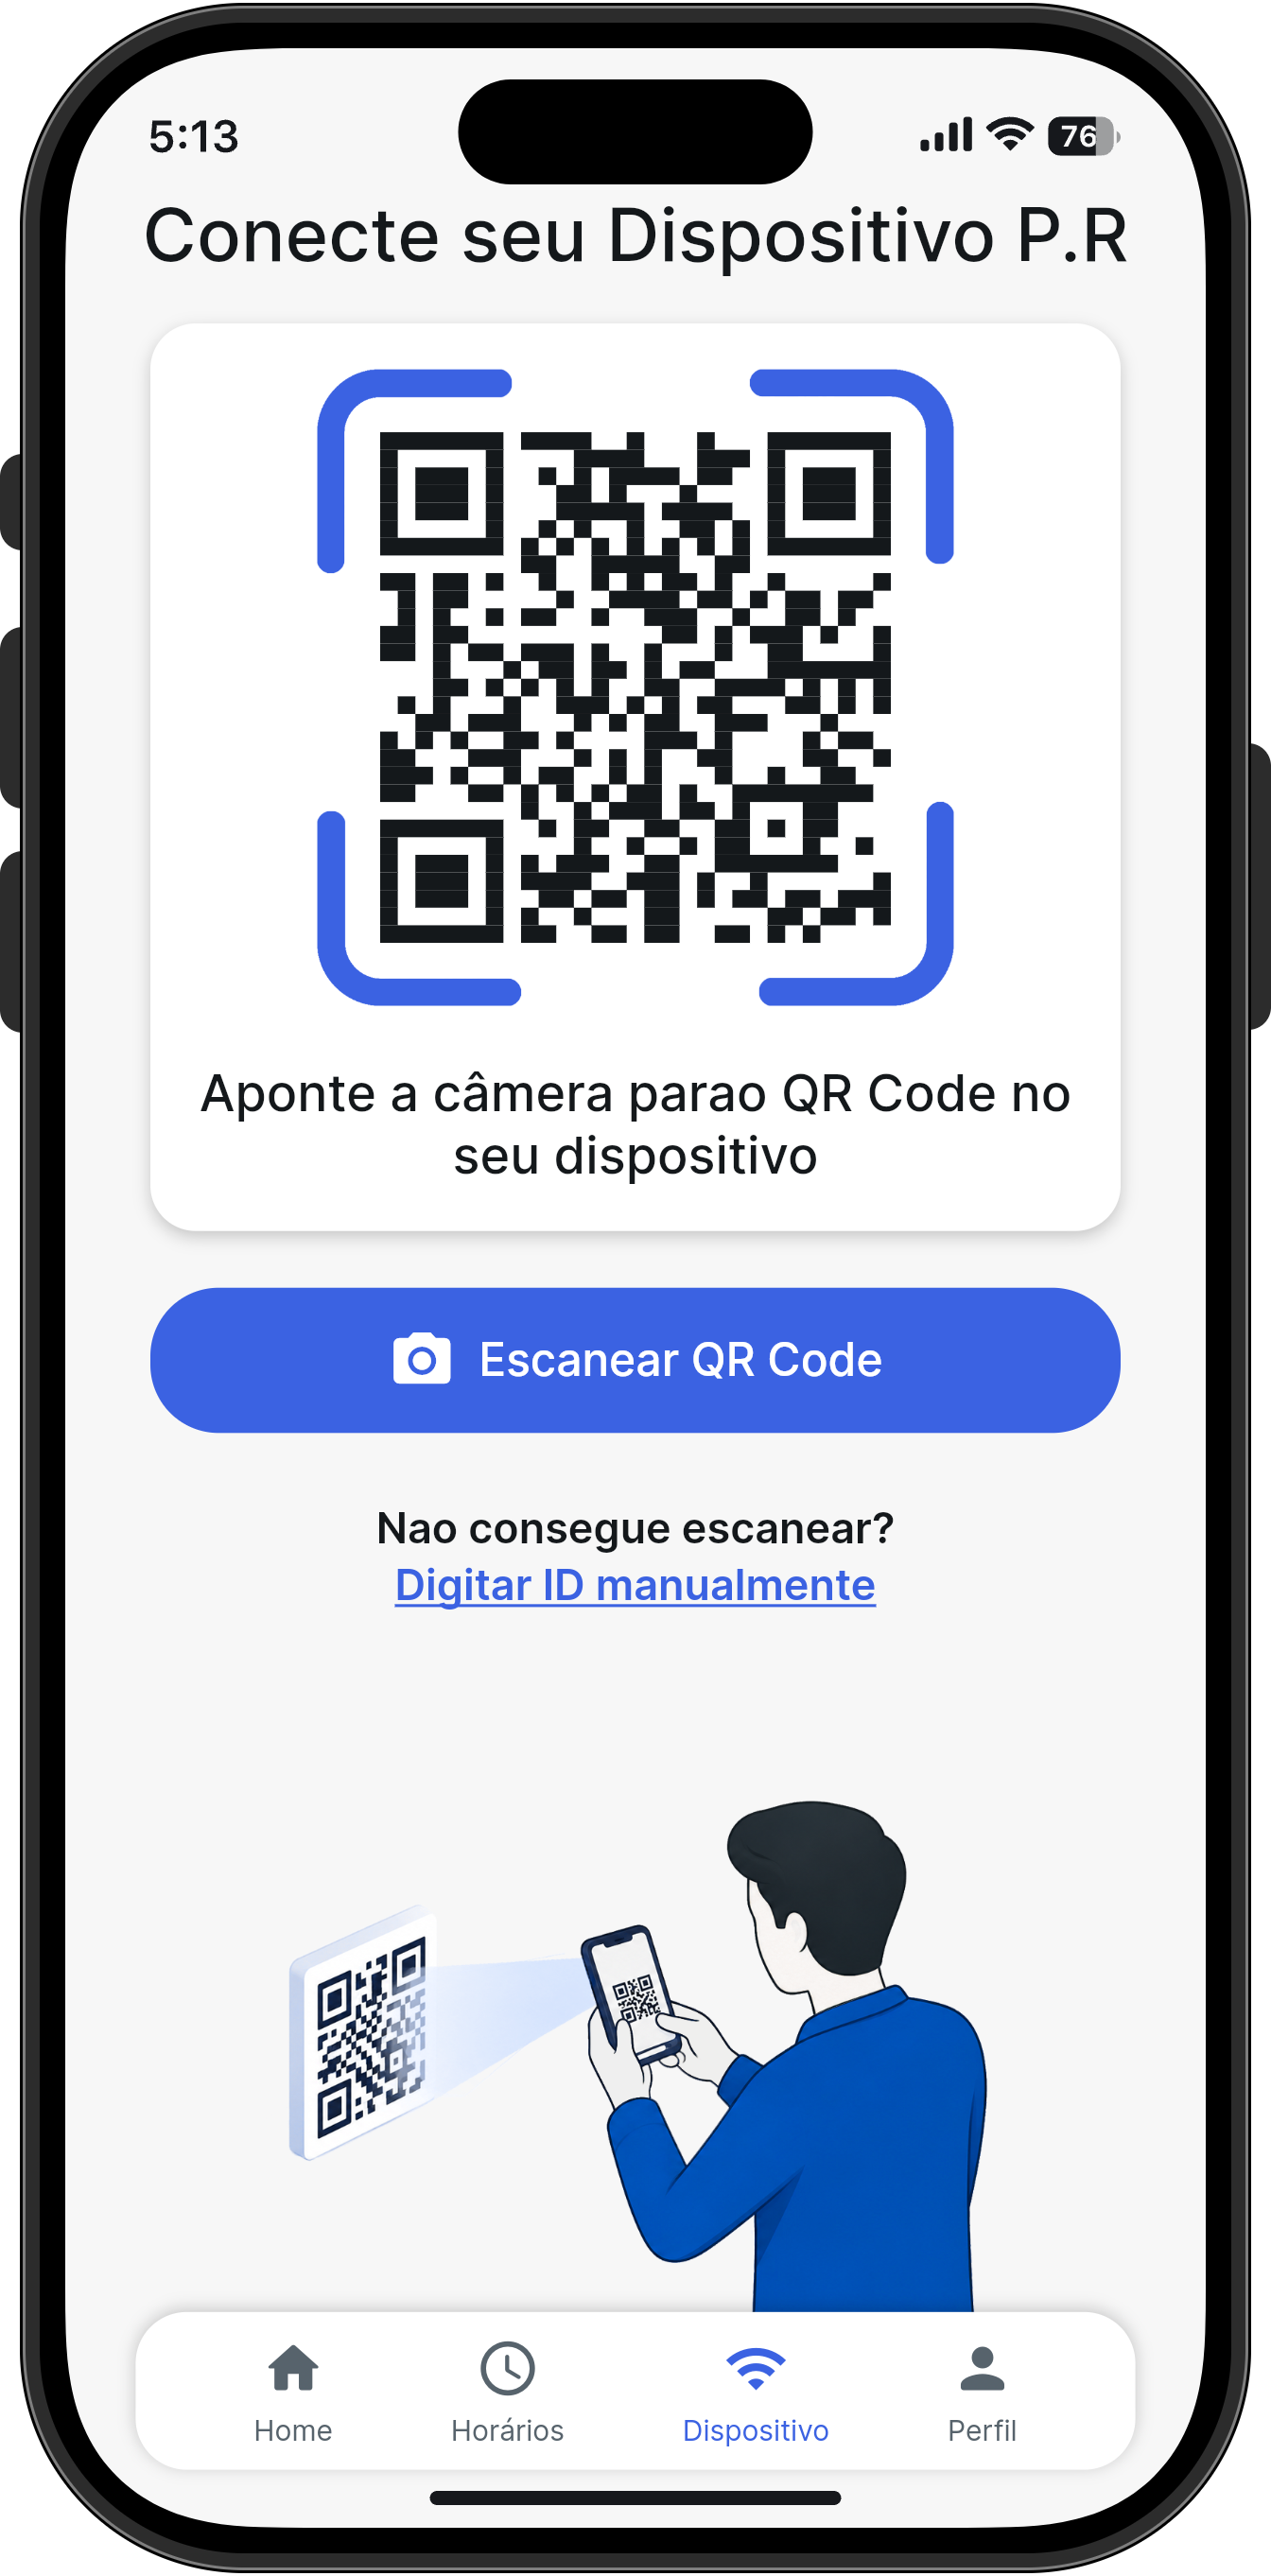 5:13
76
Conecte seu Dispositivo P.R
Aponte a câmera parao QR Code no
seu dispositivo
Escanear QR Code
Nao consegue escanear?
Digitar ID manualmente
Home
Horários
Dispositivo
Perfil